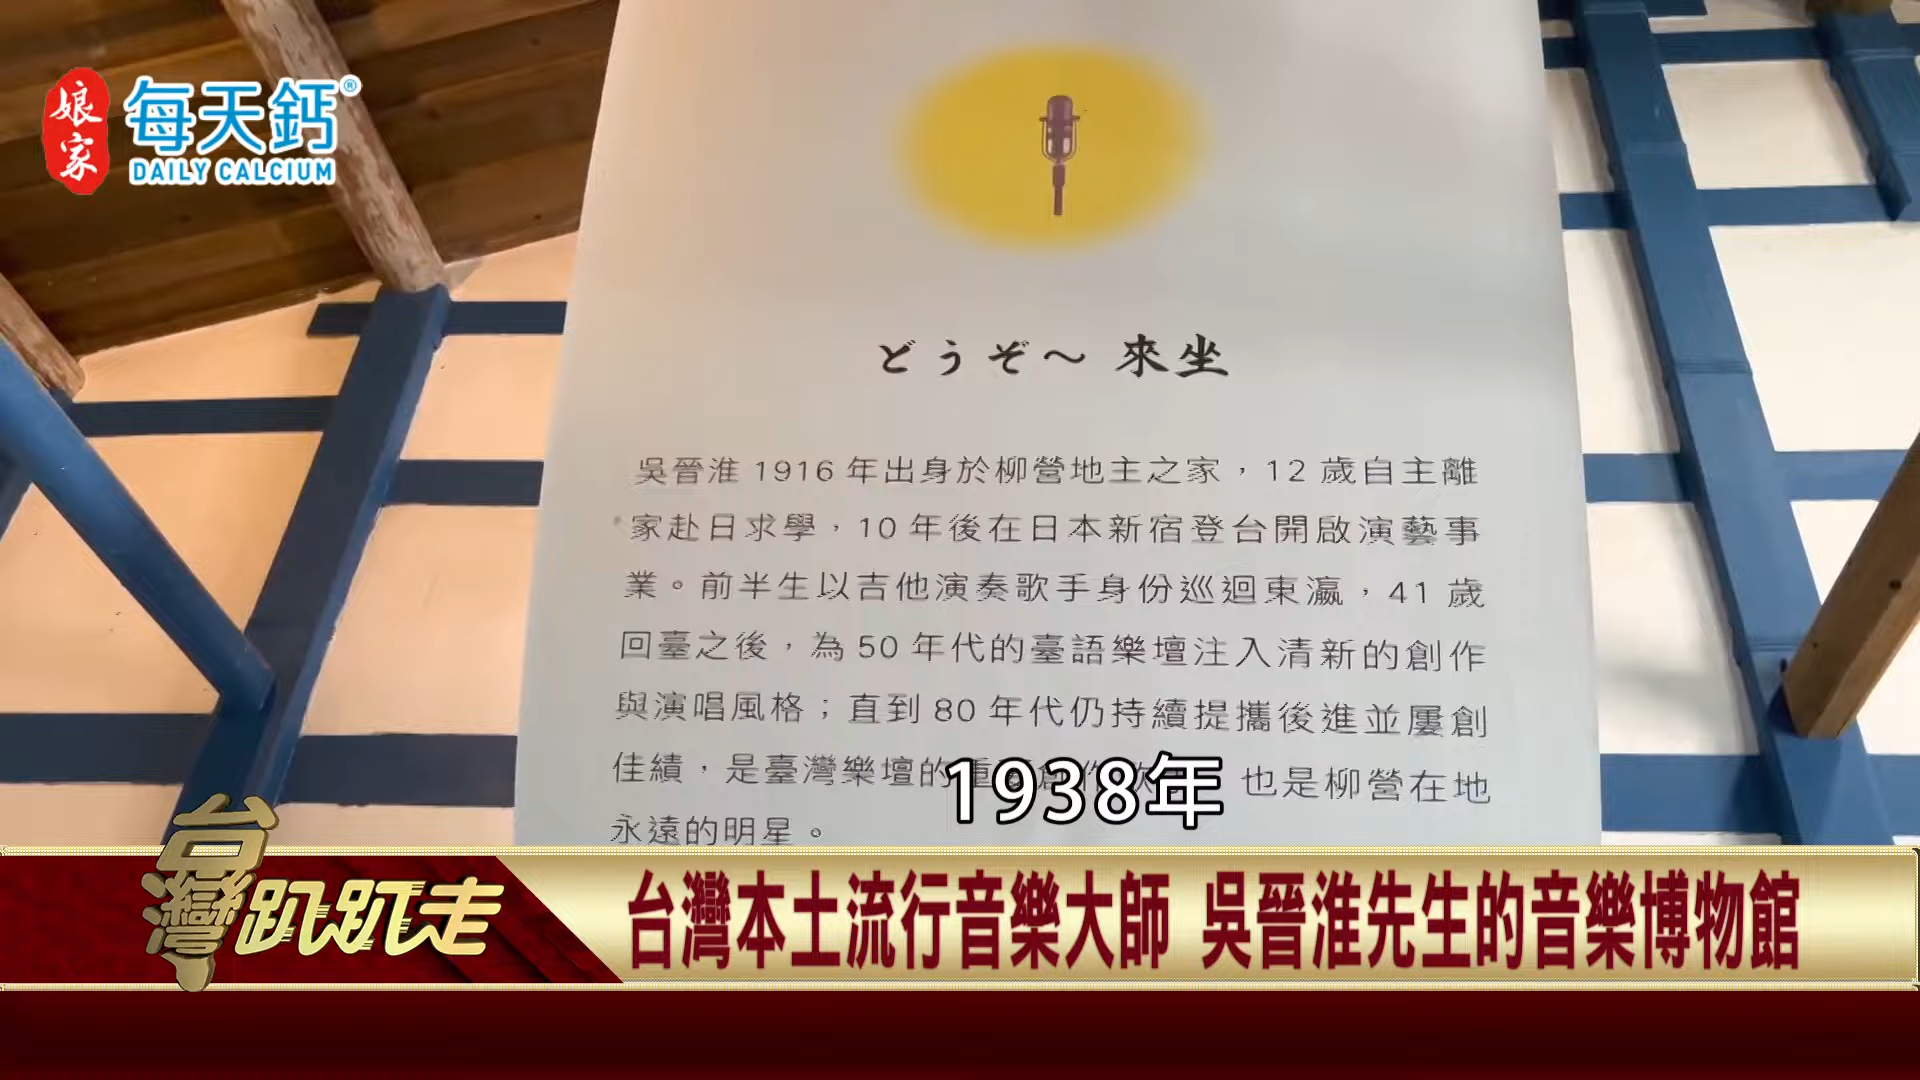 娘家
每天鈣®
DAILY CALCIUM
どうぞ～ 來坐
吳晉淮 1916 年出身於柳營地主之家，12 歲自主離
家赴日求學，10 年後在日本新宿登台開啟演藝事
業。前半生以吉他演奏歌手身份巡迴東瀛，41 歲
回臺之後，為 50 年代的臺語樂壇注入清新的創作
與演唱風格；直到 80 年代仍持續提攜後進並屢創
佳績，是臺灣樂壇的 也是柳營在地
永遠的明星。
1938年
台灣趴趴走
台灣本土流行音樂大師 吳晉淮先生的音樂博物館